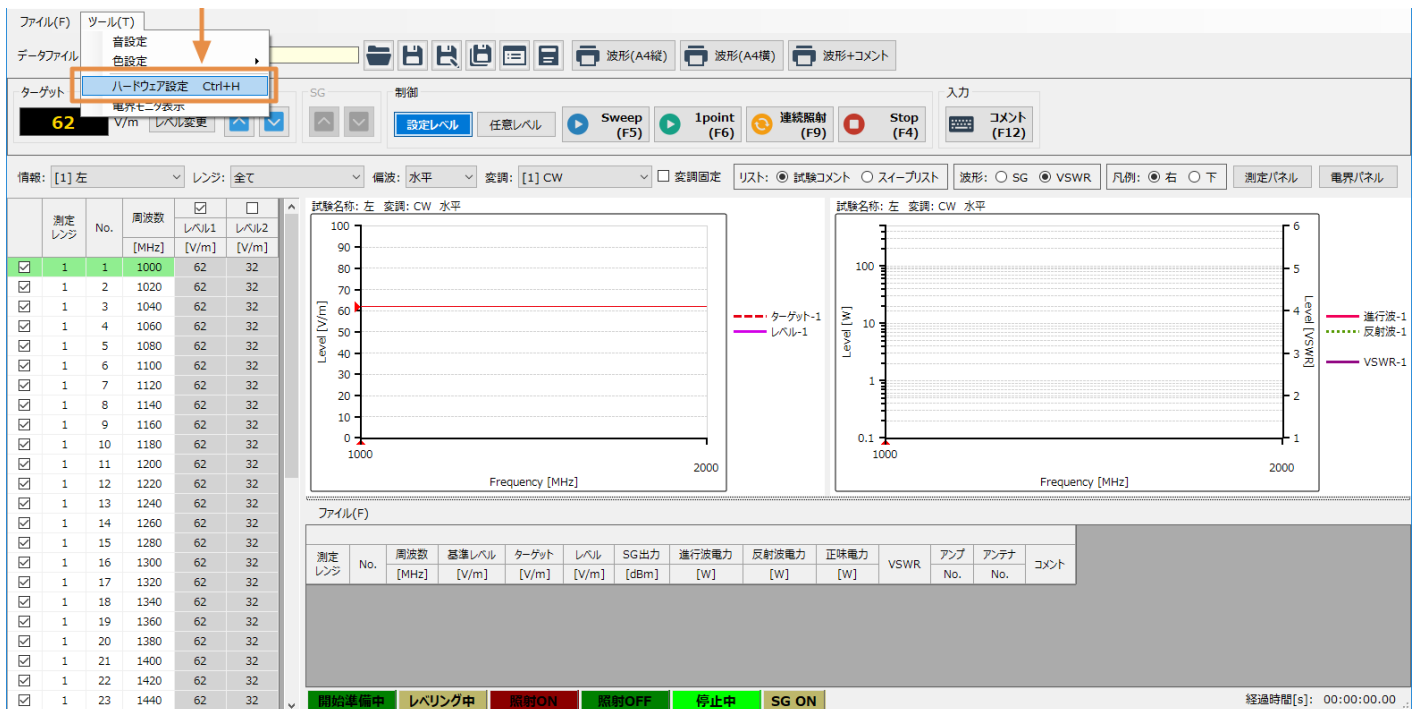 ファイル(F) ツール(T)
音設定
データファイル
色設定
波形(A4縦) 波形(A4横) 波形+コメント
ハードウェア設定 Ctrl+H
電界モニタ表示
ターゲット SG 制御 入力
62 V/m レベル変更 設定レベル 任意レベル Sweep (F5) 1point (F6) 連続照射 (F9) Stop (F4) コメント (F12)
情報: [1] 左 レンジ: 全て 偏波: 水平 変調: [1] CW 変調固定 リスト: 試験コメント スイープリスト 波形: SG VSWR 凡例: 右 下 測定パネル 電界パネル
測定レンジ No. 周波数 [MHz] レベル1 [V/m] レベル2 [V/m]
1 1 1000 62 32
1 2 1020 62 32
1 3 1040 62 32
1 4 1060 62 32
1 5 1080 62 32
1 6 1100 62 32
1 7 1120 62 32
1 8 1140 62 32
1 9 1160 62 32
1 10 1180 62 32
1 11 1200 62 32
1 12 1220 62 32
1 13 1240 62 32
1 14 1260 62 32
1 15 1280 62 32
1 16 1300 62 32
1 17 1320 62 32
1 18 1340 62 32
1 19 1360 62 32
1 20 1380 62 32
1 21 1400 62 32
1 22 1420 62 32
1 23 1440 62 32
試験名称: 左 変調: CW 水平
Level [V/m]
100
90
80
70
60
50
40
30
20
10
0
1000 2000
Frequency [MHz]
ターゲット-1
レベル-1
試験名称: 左 変調: CW 水平
Level [W]
100
10
1
0.1
6
5
4
3
2
1
Level [VSWR]
1000 2000
Frequency [MHz]
進行波-1
反射波-1
VSWR-1
ファイル(F)
測定レンジ No. 周波数 [MHz] 基準レベル [V/m] ターゲット [V/m] レベル [V/m] SG出力 [dBm] 進行波電力 [W] 反射波電力 [W] 正味電力 [W] VSWR アンプ No. アンテナ No. コメント
開始準備中 レベリング中 照射ON 照射OFF 停止中 SG ON
経過時間[s]: 00:00:00.00